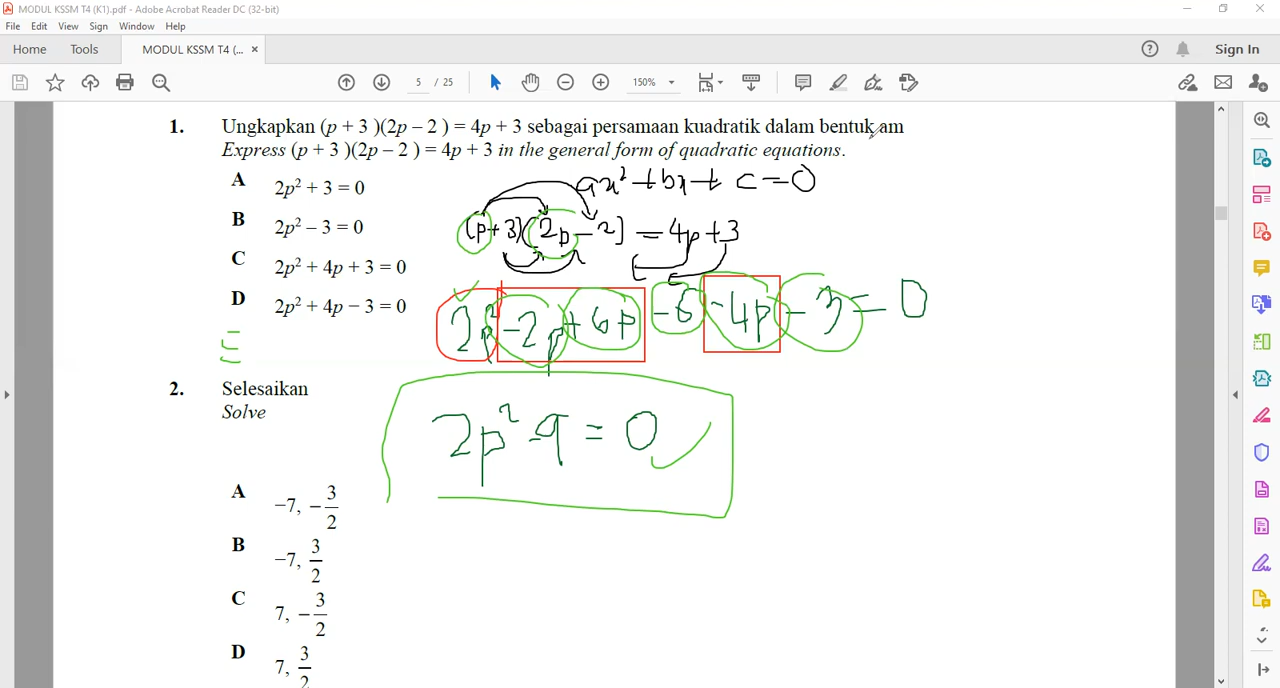 MODUL KSSM T4 (K1).pdf - Adobe Acrobat Reader DC (32-bit)
File Edit View Sign Window Help
Home Tools MODUL KSSM T4 (... × Sign In
5 / 25 150%
1. Ungkapkan (p + 3 )(2p – 2 ) = 4p + 3 sebagai persamaan kuadratik dalam bentuk am
Express (p + 3 )(2p – 2 ) = 4p + 3 in the general form of quadratic equations.
ax² + bx + c = 0
A 2p² + 3 = 0
B 2p² – 3 = 0
(p+3)(2p-2) = 4p+3
C 2p² + 4p + 3 = 0
D 2p² + 4p – 3 = 0
2p² -2p +6p -6 -4p -3 = 0
2. Selesaikan
Solve
2p² -9 = 0
A −7, −3/2
B −7, 3/2
C 7, −3/2
D 7, 3/2